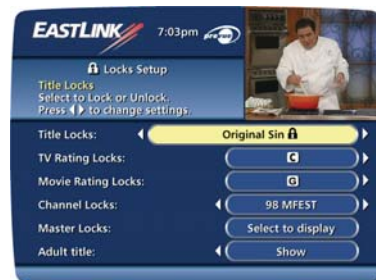 EASTLINK 7:03pm
Locks Setup
Title Locks
Select to Lock or Unlock.
Press ◀ ▶ to change settings.
Title Locks: Original Sin
TV Rating Locks: C
Movie Rating Locks: G
Channel Locks: 98 MFEST
Master Locks: Select to display
Adult title: Show